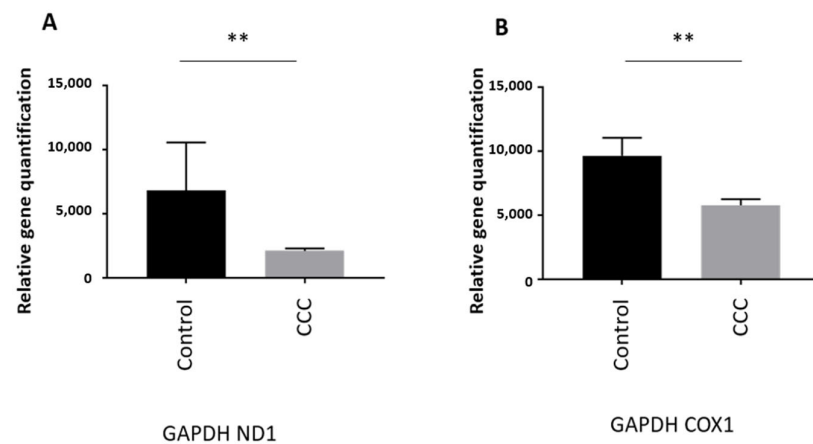 A
**
Relative gene quantification
15,000
10,000
5,000
0
Control
CCC
GAPDH ND1
B
**
Relative gene quantification
15,000
10,000
5,000
0
Control
CCC
GAPDH COX1